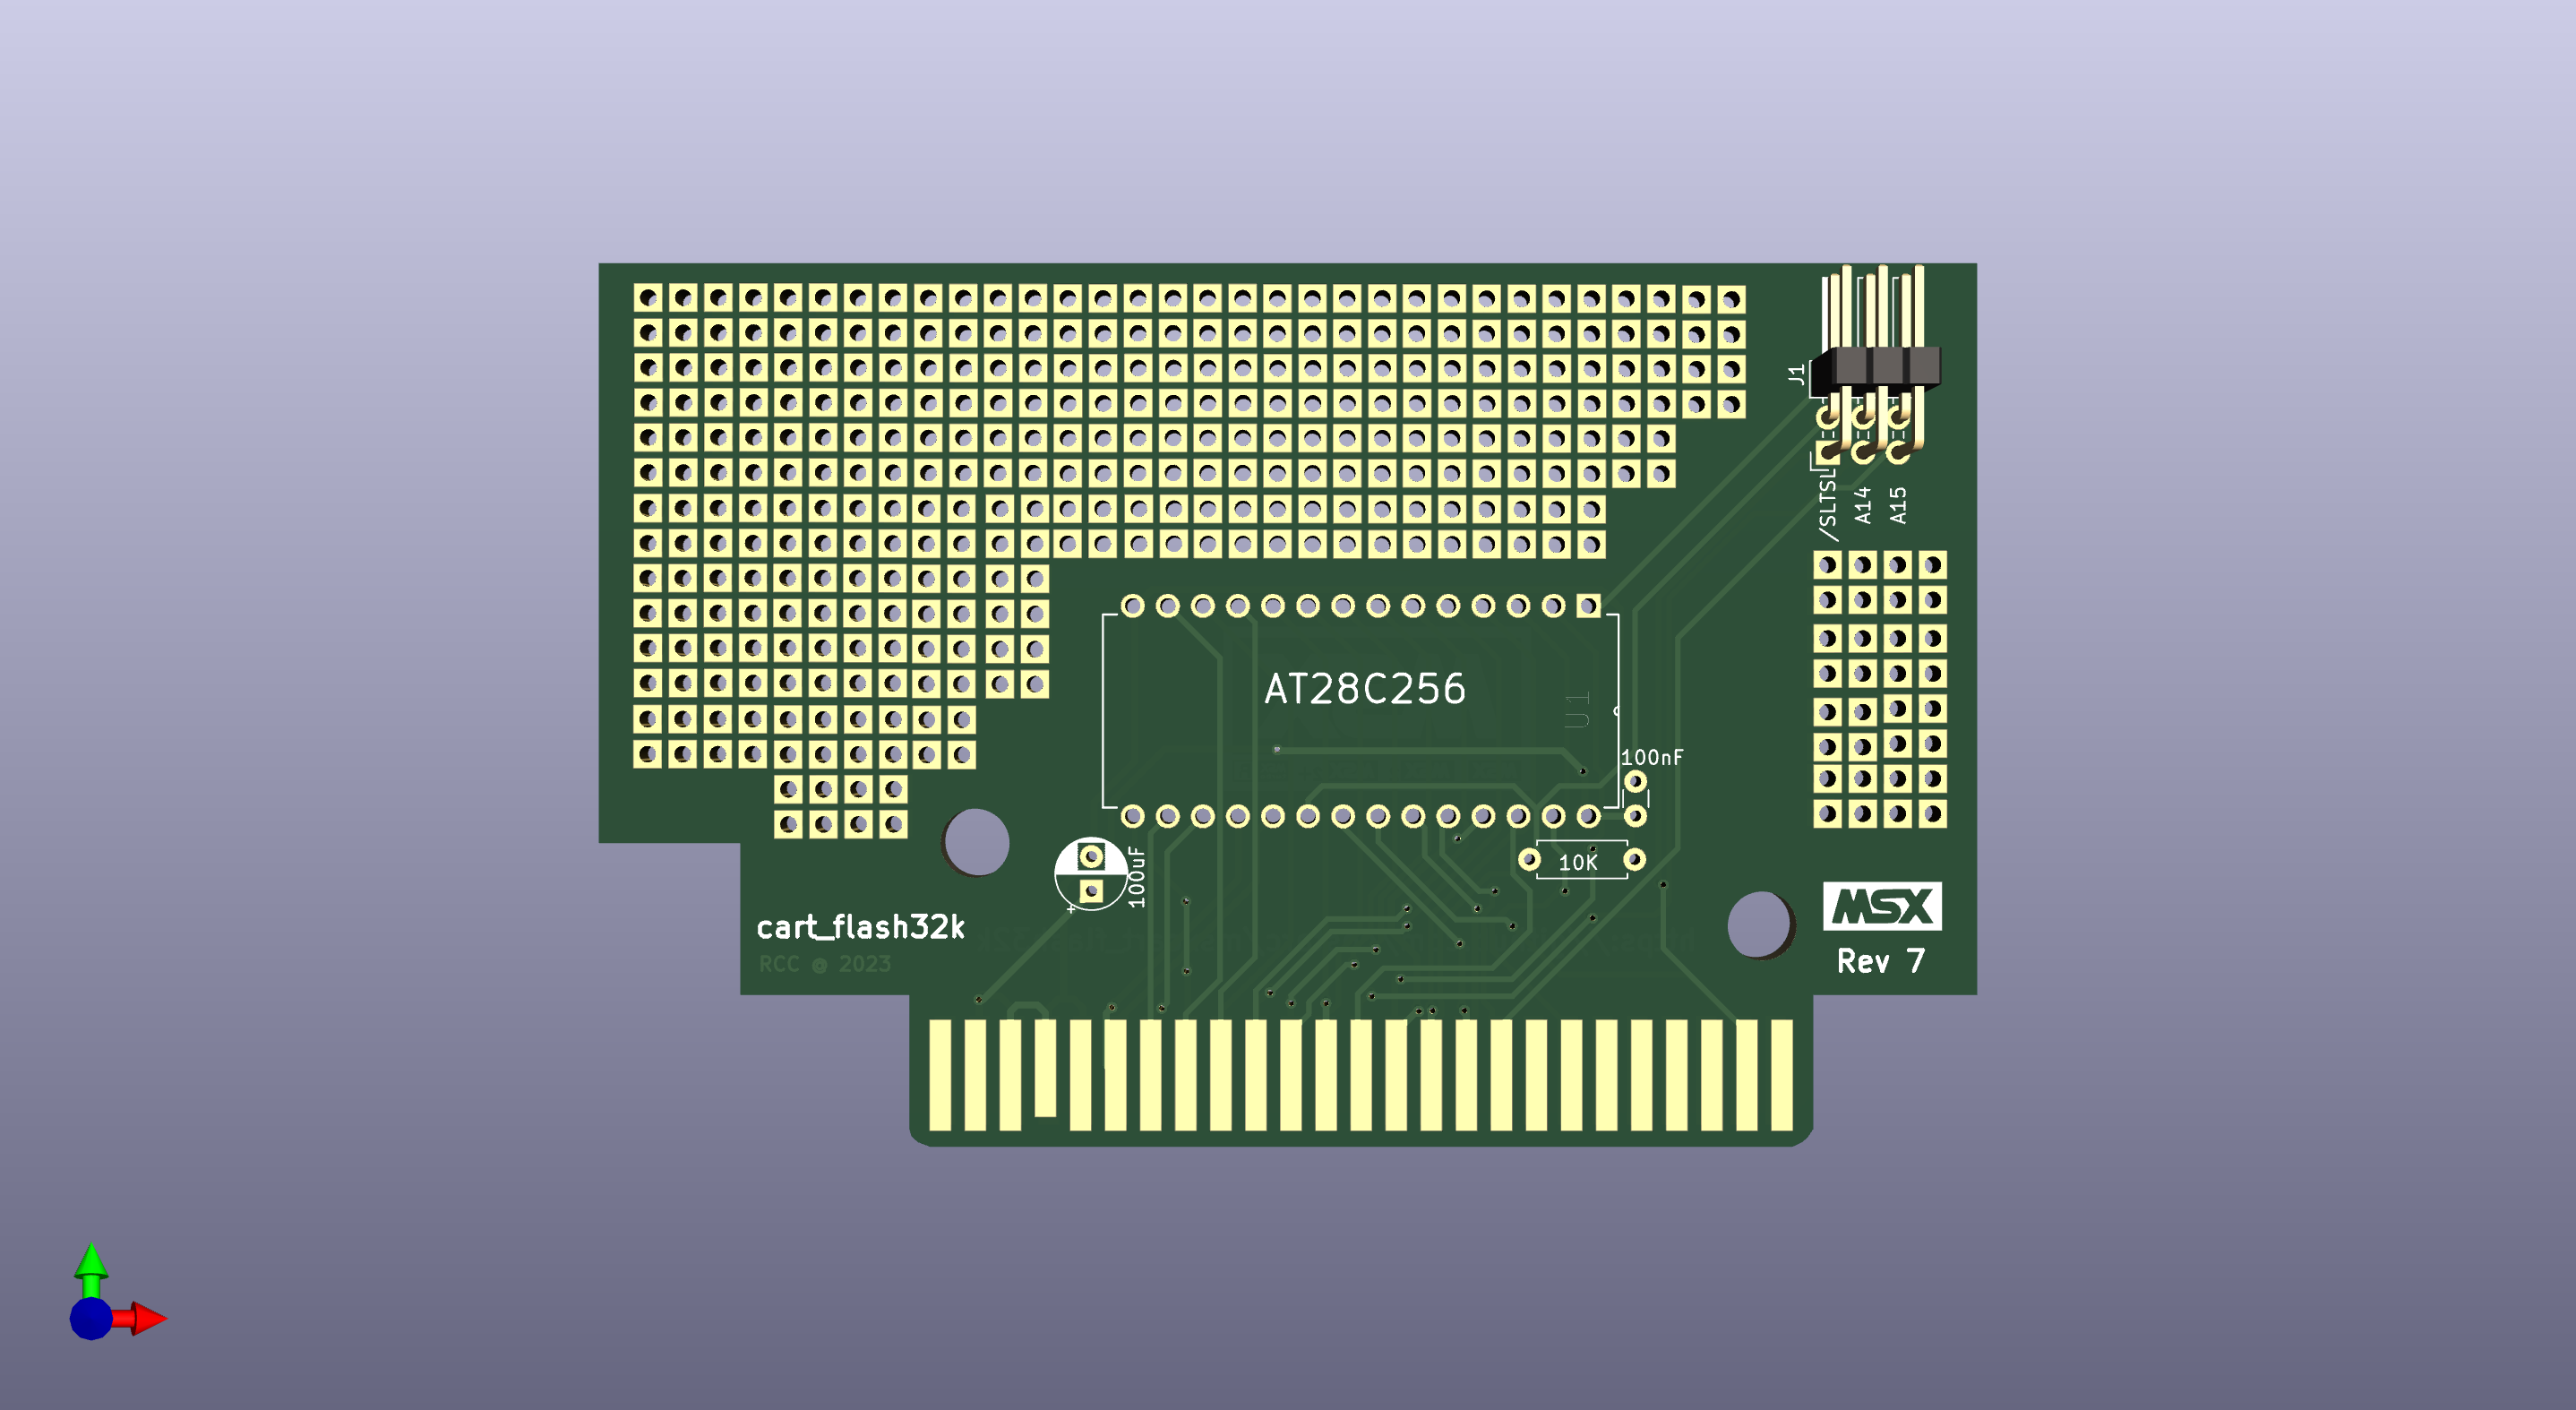 J1
/SLTSL
A14
A15
AT28C256
U1
100nF
10K
100uF
+
cart_flash32k
RCC @ 2023
MSX
Rev 7